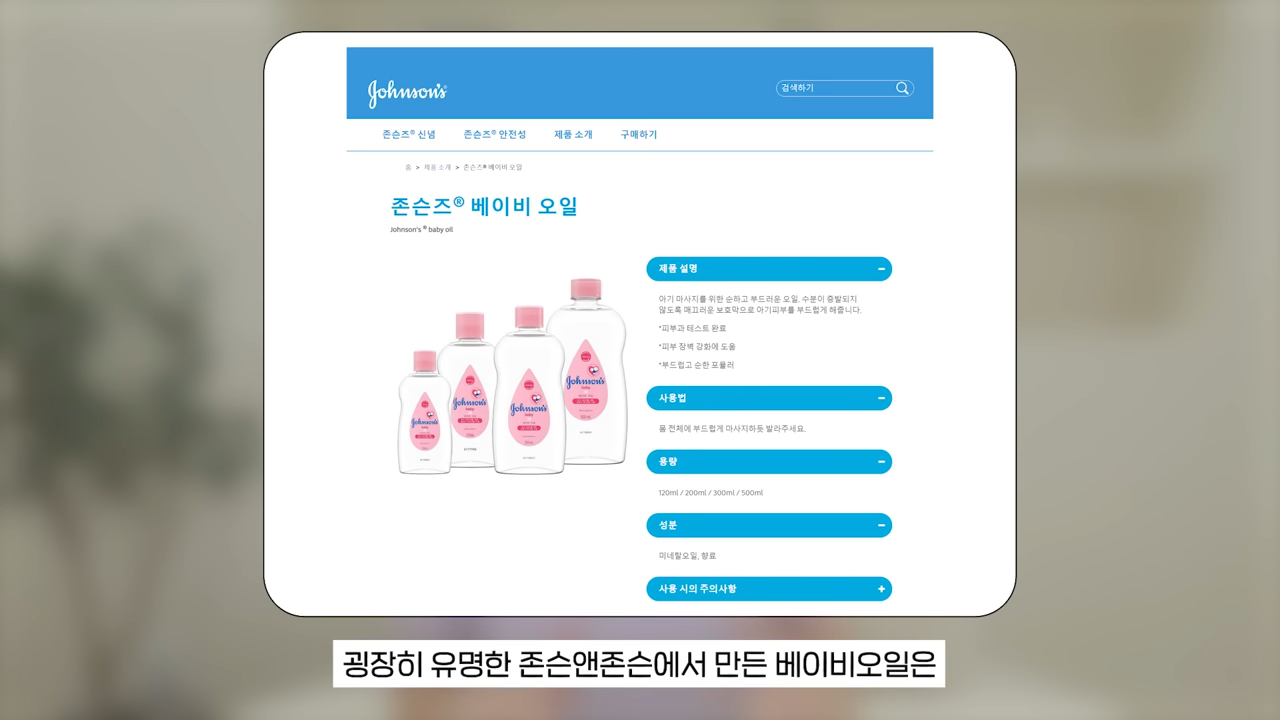 Johnson's®
검색하기
존슨즈® 신념
존슨즈® 안전성
제품 소개
구매하기
홈 > 제품 소개 > 존슨즈® 베이비 오일
존슨즈® 베이비 오일
Johnson's ® baby oil
제품 설명
아기 마사지를 위한 순하고 부드러운 오일. 수분이 증발되지
않도록 매끄러운 보호막으로 아기피부를 부드럽게 해줍니다.
*피부과 테스트 완료
*피부 장벽 강화에 도움
*부드럽고 순한 포뮬러
사용법
몸 전체에 부드럽게 마사지하듯 발라주세요.
용량
120ml / 200ml / 300ml / 500ml
성분
미네랄오일, 향료
사용 시의 주의사항
Johnson's
baby
Johnson's
baby
Johnson's
baby
Johnson's
baby
굉장히 유명한 존슨앤존슨에서 만든 베이비오일은